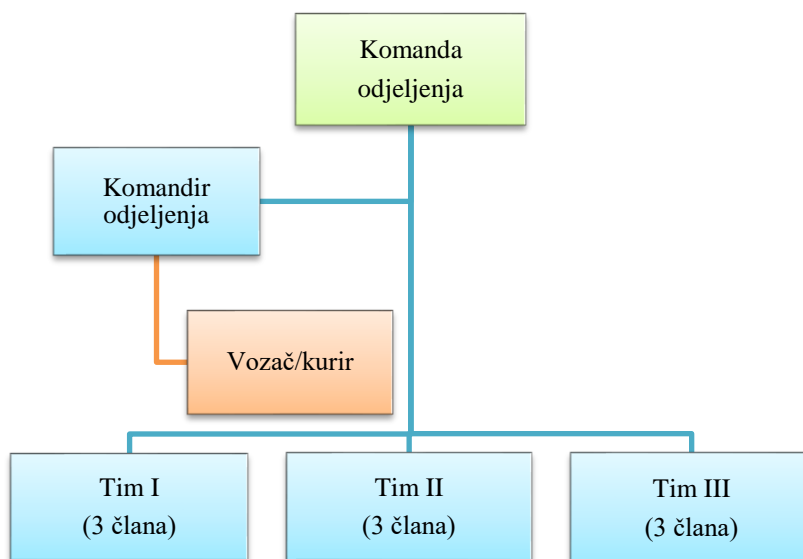 Komanda
odjeljenja
Komandir
odjeljenja
Vozač/kurir
Tim I
(3 člana)
Tim II
(3 člana)
Tim III
(3 člana)